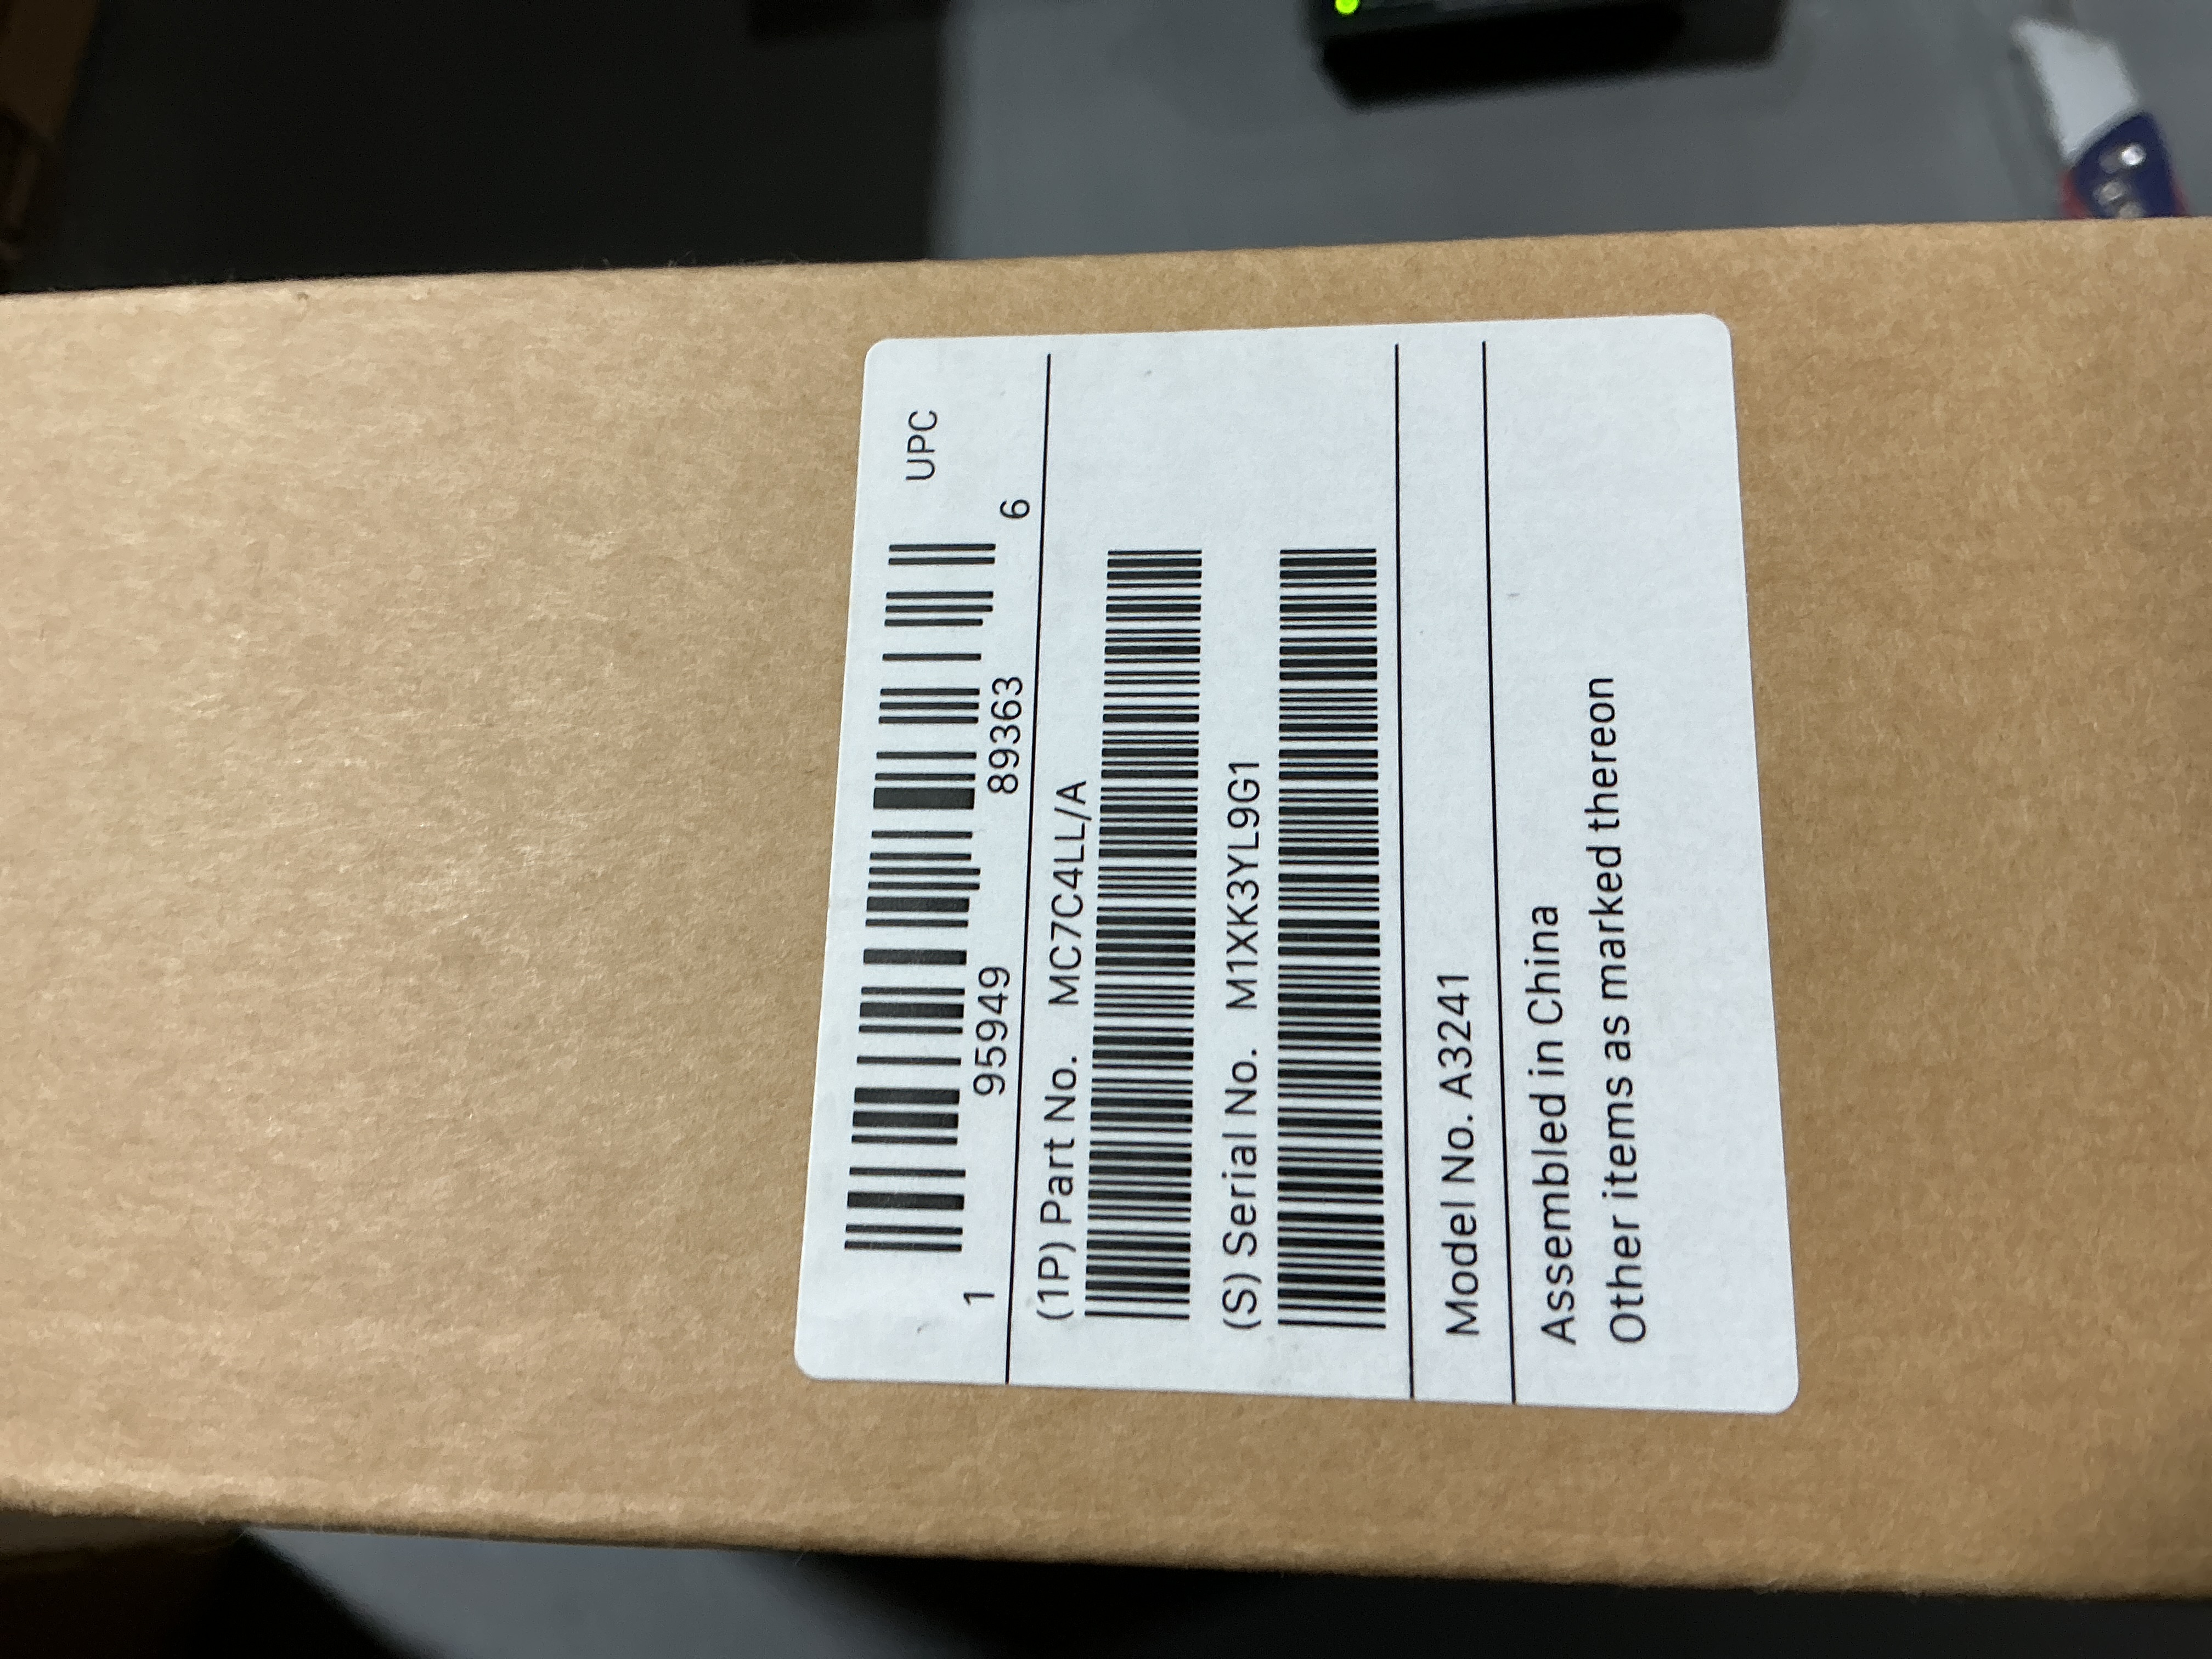 UPC
1 95949 89363 6
(1P) Part No. MC7C4LL/A
(S) Serial No. M1XK3YL9G1
Model No. A3241
Assembled in China
Other items as marked thereon